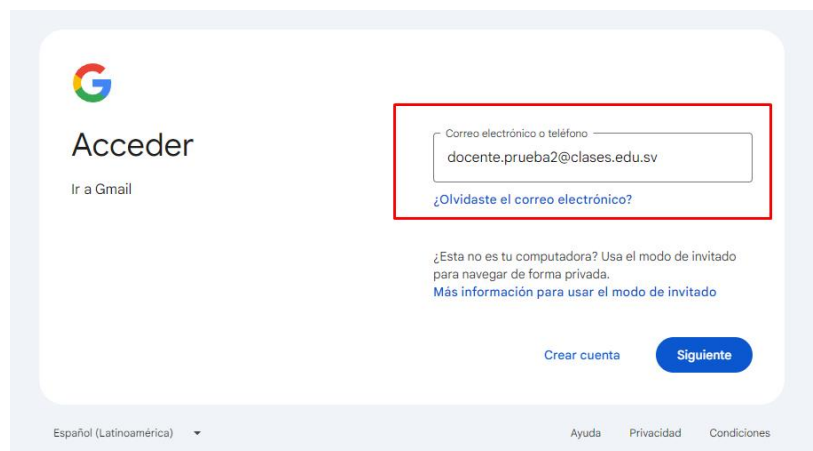 Acceder
Ir a Gmail
Correo electrónico o teléfono
docente.prueba2@clases.edu.sv
¿Olvidaste el correo electrónico?
¿Esta no es tu computadora? Usa el modo de invitado
para navegar de forma privada.
Más información para usar el modo de invitado
Crear cuenta
Siguiente
Español (Latinoamérica)
Ayuda
Privacidad
Condiciones